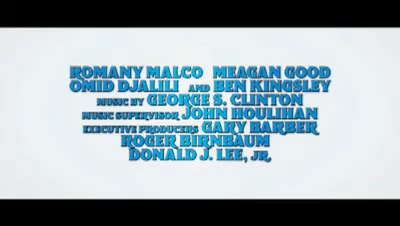 ROMANY MALCO MEAGAN GOOD
OMID DJALILI AND BEN KINGSLEY
MUSIC BY GEORGE S. CLINTON
MUSIC SUPERVISOR JOHN HOULIHAN
EXECUTIVE PRODUCERS GARY BARBER
ROGER BIRNBAUM
DONALD J. LEE, JR.